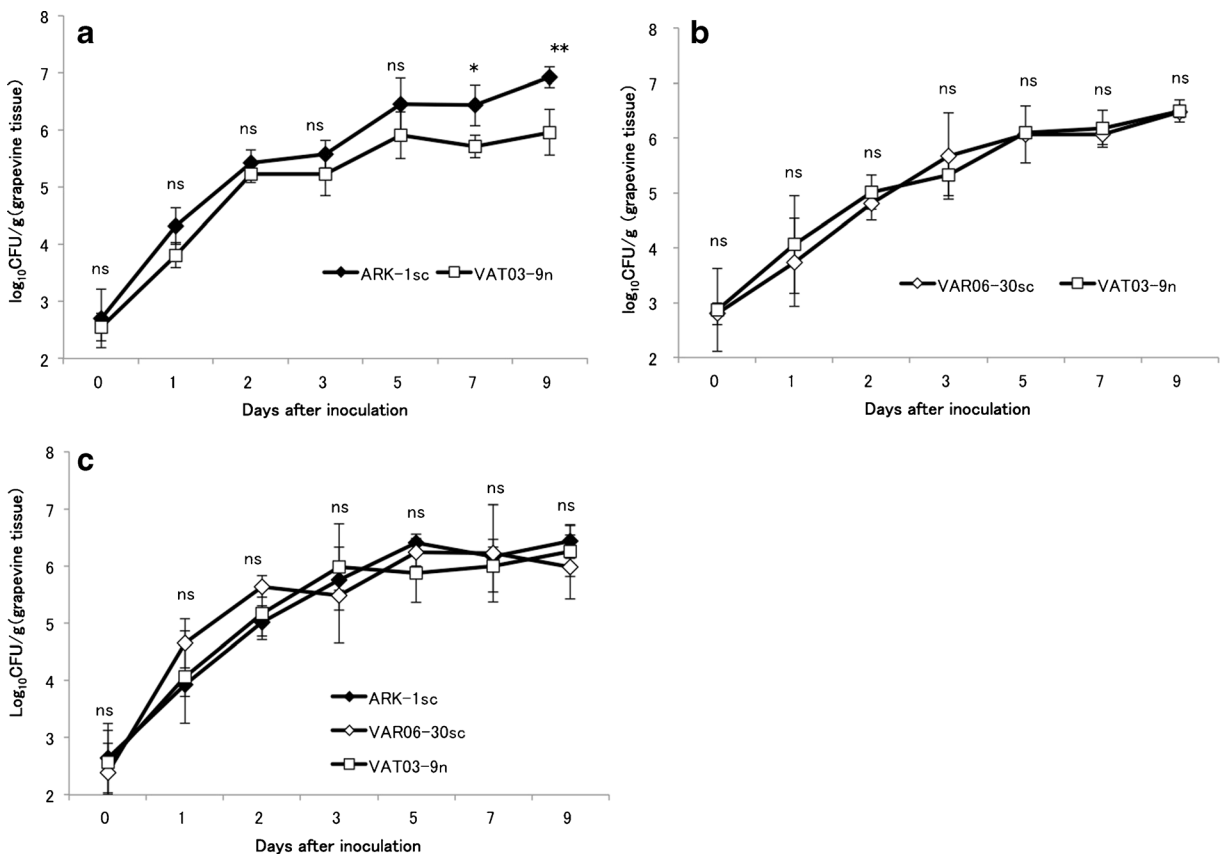 a
8
7
6
5
4
3
2
log10CFU/g(grapevine tissue)
ns
ns
ns
ns
ns
*
**
ARK-1sc
VAT03-9n
0 1 2 3 5 7 9
Days after inoculation
b
8
7
6
5
4
3
2
log10CFU/g (grapevine tissue)
ns
ns
ns
ns
ns
ns
ns
VAR06-30sc
VAT03-9n
0 1 2 3 5 7 9
Days after inoculation
c
8
7
6
5
4
3
2
Log10CFU/g(grapevine tissue)
ns
ns
ns
ns
ns
ns
ns
ARK-1sc
VAR06-30sc
VAT03-9n
0 1 2 3 5 7 9
Days after inoculation